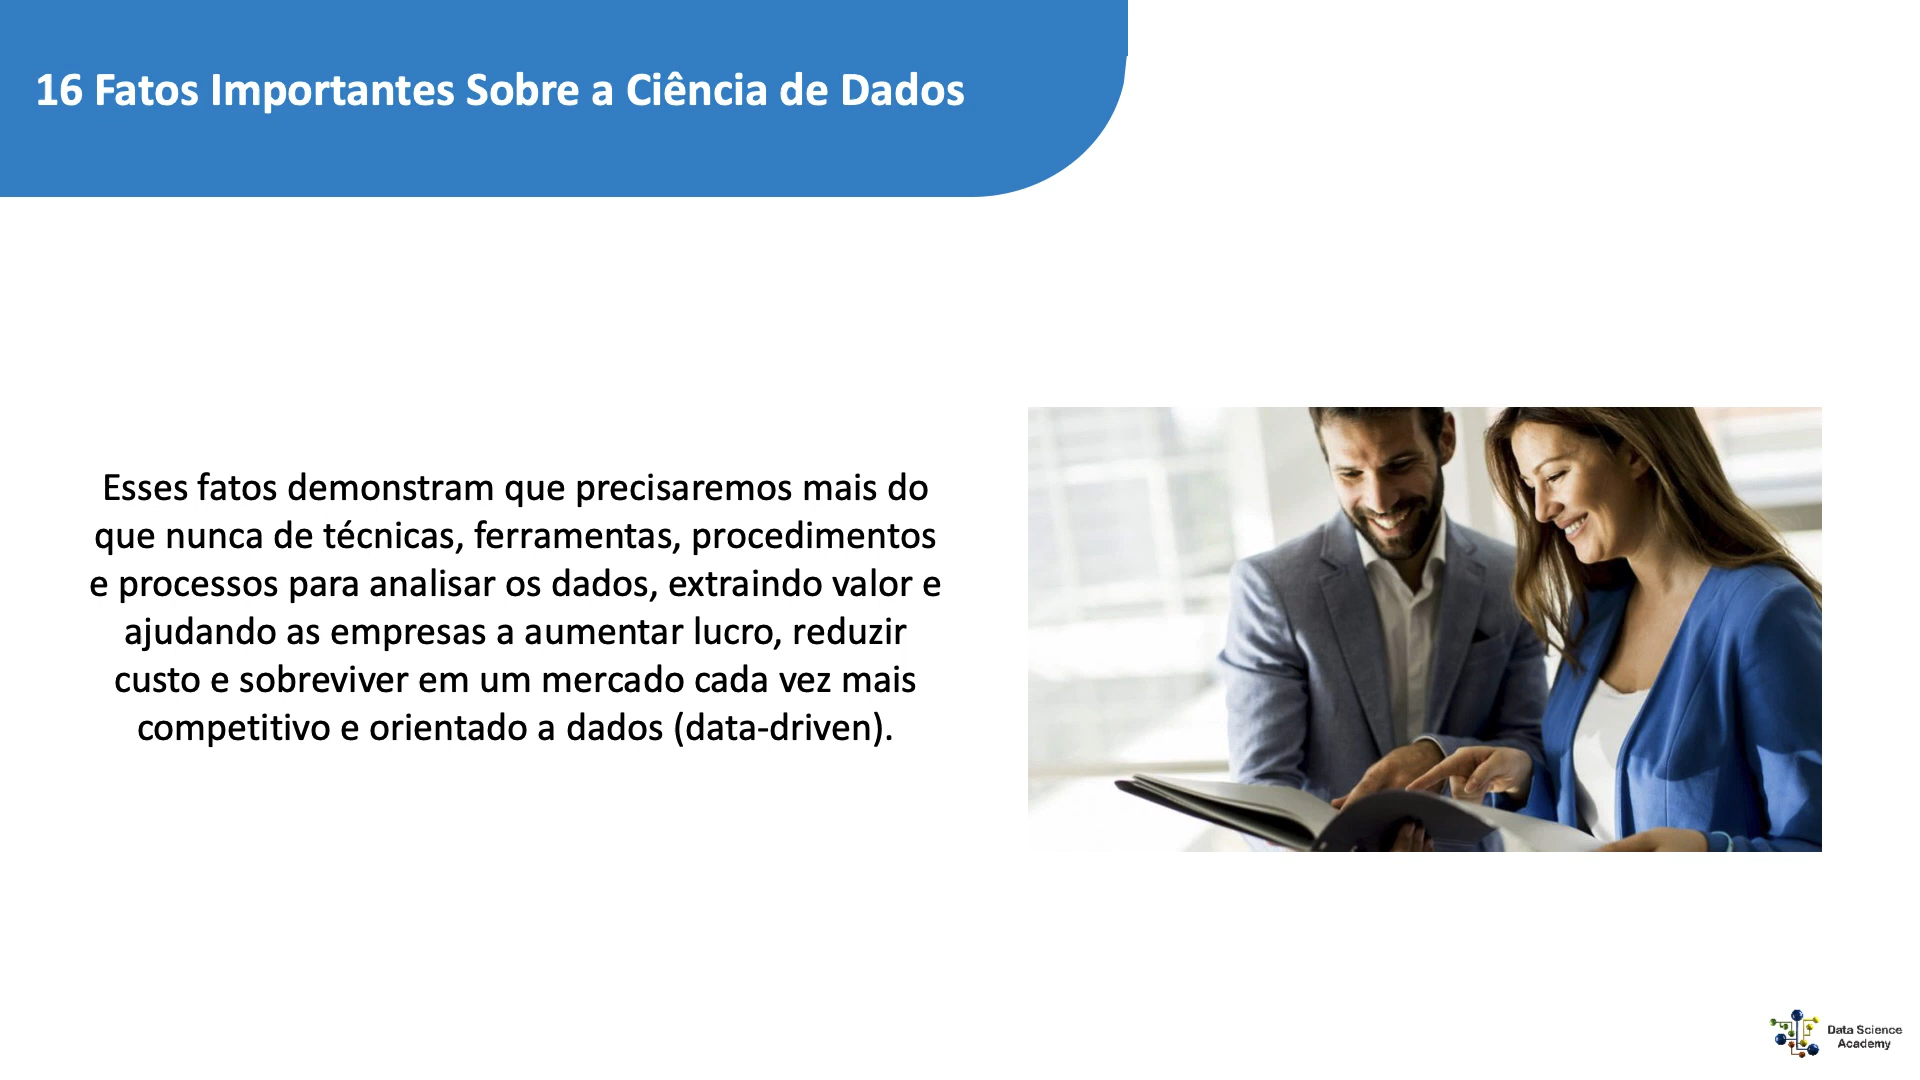 16 Fatos Importantes Sobre a Ciência de Dados
Esses fatos demonstram que precisaremos mais do
que nunca de técnicas, ferramentas, procedimentos
e processos para analisar os dados, extraindo valor e
ajudando as empresas a aumentar lucro, reduzir
custo e sobreviver em um mercado cada vez mais
competitivo e orientado a dados (data-driven).
Data Science
Academy